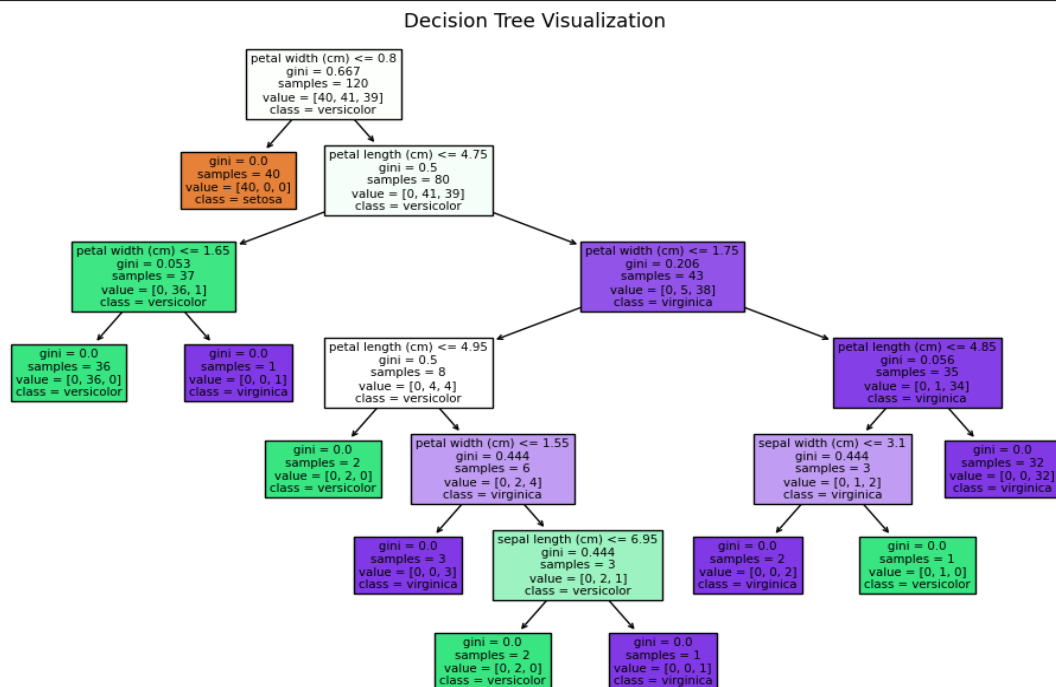 Decision Tree Visualization
petal width (cm) <= 0.8
gini = 0.667
samples = 120
value = [40, 41, 39]
class = versicolor
gini = 0.0
samples = 40
value = [40, 0, 0]
class = setosa
petal length (cm) <= 4.75
gini = 0.5
samples = 80
value = [0, 41, 39]
class = versicolor
petal width (cm) <= 1.65
gini = 0.053
samples = 37
value = [0, 36, 1]
class = versicolor
petal width (cm) <= 1.75
gini = 0.206
samples = 43
value = [0, 5, 38]
class = virginica
gini = 0.0
samples = 36
value = [0, 36, 0]
class = versicolor
gini = 0.0
samples = 1
value = [0, 0, 1]
class = virginica
petal length (cm) <= 4.95
gini = 0.5
samples = 8
value = [0, 4, 4]
class = versicolor
petal length (cm) <= 4.85
gini = 0.056
samples = 35
value = [0, 1, 34]
class = virginica
gini = 0.0
samples = 2
value = [0, 2, 0]
class = versicolor
petal width (cm) <= 1.55
gini = 0.444
samples = 6
value = [0, 2, 4]
class = virginica
sepal width (cm) <= 3.1
gini = 0.444
samples = 3
value = [0, 1, 2]
class = virginica
gini = 0.0
samples = 32
value = [0, 0, 32]
class = virginica
gini = 0.0
samples = 3
value = [0, 0, 3]
class = virginica
sepal length (cm) <= 6.95
gini = 0.444
samples = 3
value = [0, 2, 1]
class = versicolor
gini = 0.0
samples = 2
value = [0, 0, 2]
class = virginica
gini = 0.0
samples = 1
value = [0, 1, 0]
class = versicolor
gini = 0.0
samples = 2
value = [0, 2, 0]
class = versicolor
gini = 0.0
samples = 1
value = [0, 0, 1]
class = virginica